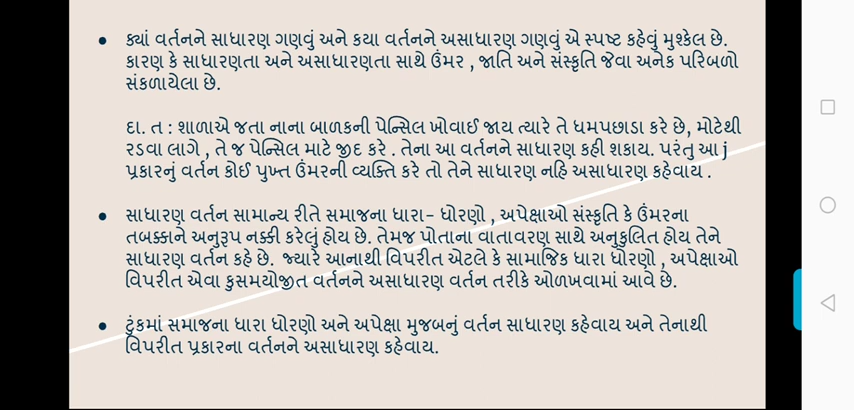 ક્યાં વર્તનને સાધારણ ગણવું અને કયા વર્તનને અસાધારણ ગણવું એ સ્પષ્ટ કહેવું મુશ્કેલ છે.
કારણ કે સાધારણતા અને અસાધારણતા સાથે ઉંમર , જાતિ અને સંસ્કૃતિ જેવા અનેક પરિબળો
સંકળાયેલા છે.
દા. ત : શાળાએ જતા નાના બાળકની પેન્સિલ ખોવાઈ જાય ત્યારે તે ધમપછાડા કરે છે, મોટેથી
રડવા લાગે , તે જ પેન્સિલ માટે જીદ કરે . તેના આ વર્તનને સાધારણ કહી શકાય. પરંતુ આ j
પ્રકારનું વર્તન કોઈ પુખ્ત ઉંમરની વ્યક્તિ કરે તો તેને સાધારણ નહિ અસાધારણ કહેવાય .
સાધારણ વર્તન સામાન્ય રીતે સમાજના ધારા- ધોરણો , અપેક્ષાઓ સંસ્કૃતિ કે ઉંમરના
તબક્કાને અનુરૂપ નક્કી કરેલું હોય છે. તેમજ પોતાના વાતાવરણ સાથે અનુકુલિત હોય તેને
સાધારણ વર્તન કહે છે. જ્યારે આનાથી વિપરીત એટલે કે સામાજિક ધારા ધોરણો , અપેક્ષાઓ
વિપરીત એવા કુસમયોજીત વર્તનને અસાધારણ વર્તન તરીકે ઓળખવામાં આવે છે.
ટુંકમાં સમાજના ધારા ધોરણો અને અપેક્ષા મુજબનું વર્તન સાધારણ કહેવાય અને તેનાથી
વિપરીત પ્રકારના વર્તનને અસાધારણ કહેવાય.